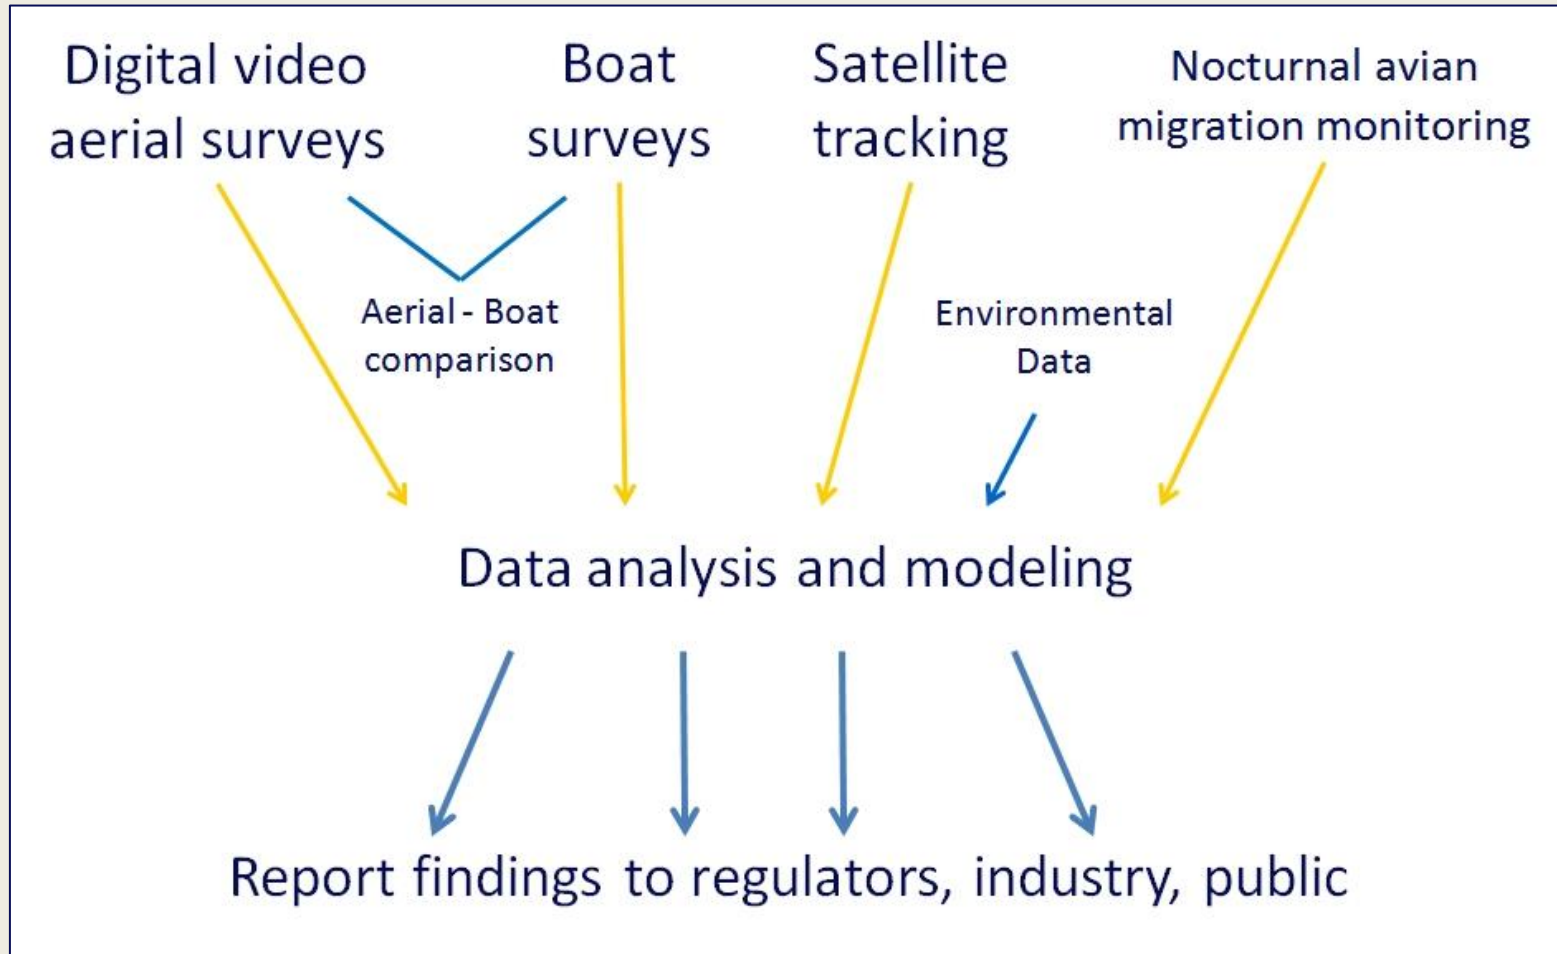 Digital video
aerial surveys
Boat
surveys
Satellite
tracking
Nocturnal avian
migration monitoring
Aerial - Boat
comparison
Environmental
Data
Data analysis and modeling
Report findings to regulators, industry, public